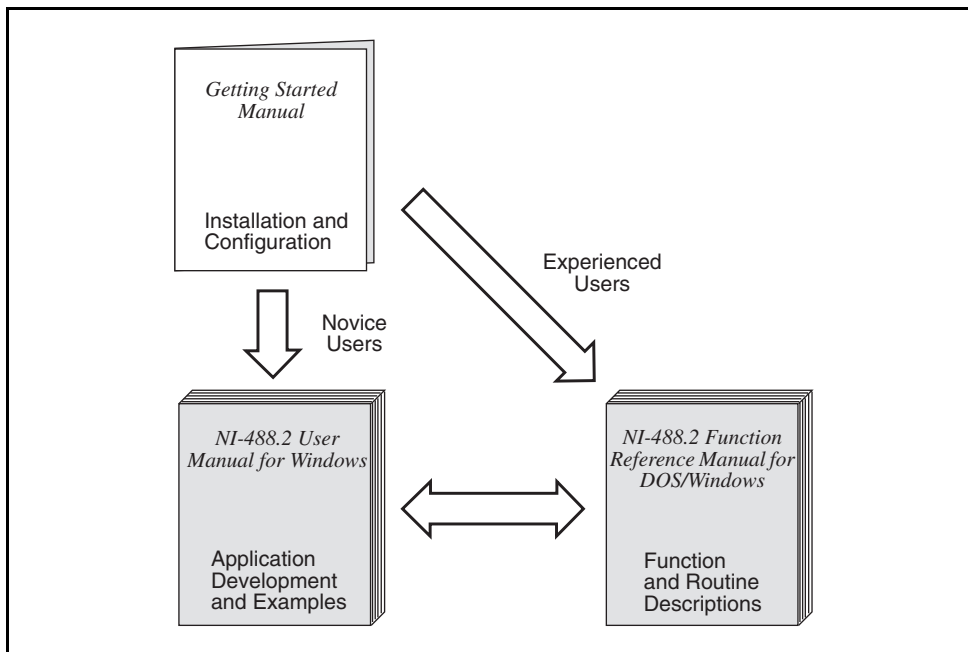 Getting Started
Manual
Installation and
Configuration
Experienced
Users
Novice
Users
NI-488.2 User
Manual for Windows
Application
Development
and Examples
NI-488.2 Function
Reference Manual for
DOS/Windows
Function
and Routine
Descriptions